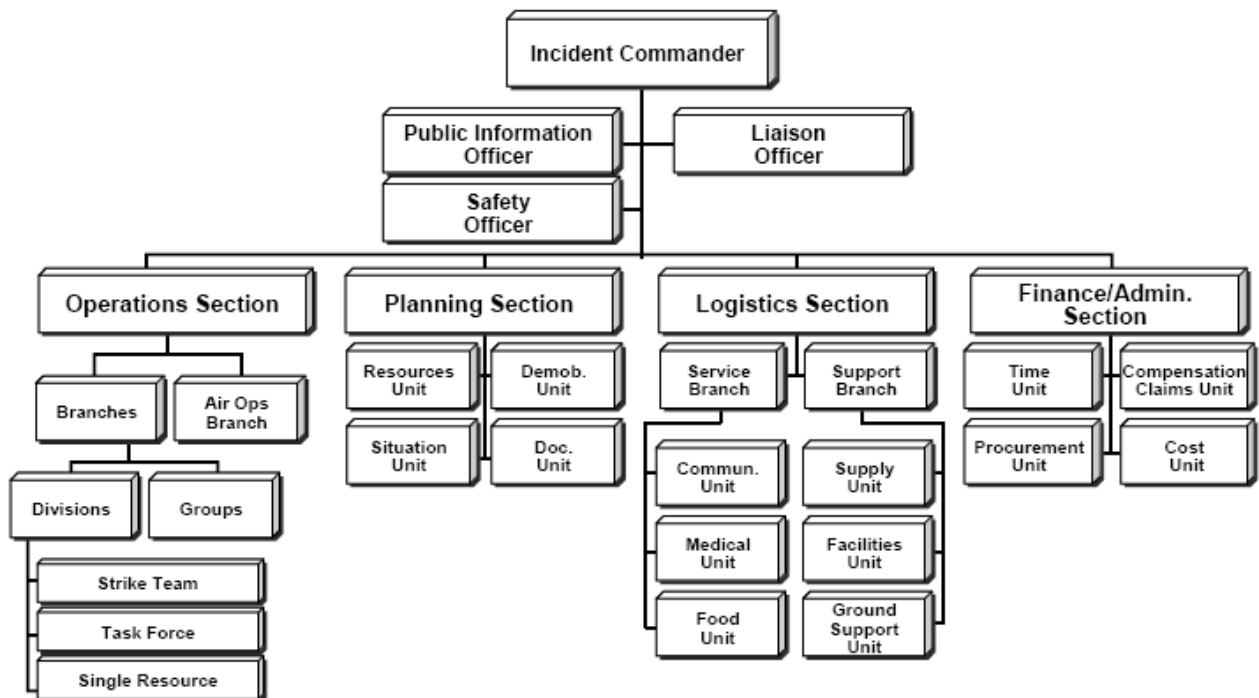 Incident Commander
Public Information
Officer
Liaison
Officer
Safety
Officer
Operations Section
Planning Section
Logistics Section
Finance/Admin.
Section
Branches
Air Ops
Branch
Divisions
Groups
Strike Team
Task Force
Single Resource
Resources
Unit
Demob.
Unit
Situation
Unit
Doc.
Unit
Service
Branch
Support
Branch
Commun.
Unit
Supply
Unit
Medical
Unit
Facilities
Unit
Food
Unit
Ground
Support
Unit
Time
Unit
Compensation
Claims Unit
Procurement
Unit
Cost
Unit